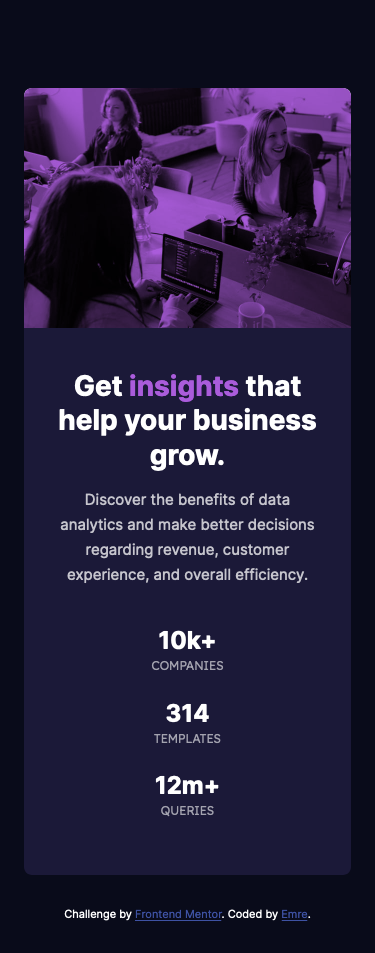 Get insights that
help your business
grow.
Discover the benefits of data
analytics and make better decisions
regarding revenue, customer
experience, and overall efficiency.
10k+
COMPANIES
314
TEMPLATES
12m+
QUERIES
Challenge by Frontend Mentor. Coded by Emre.